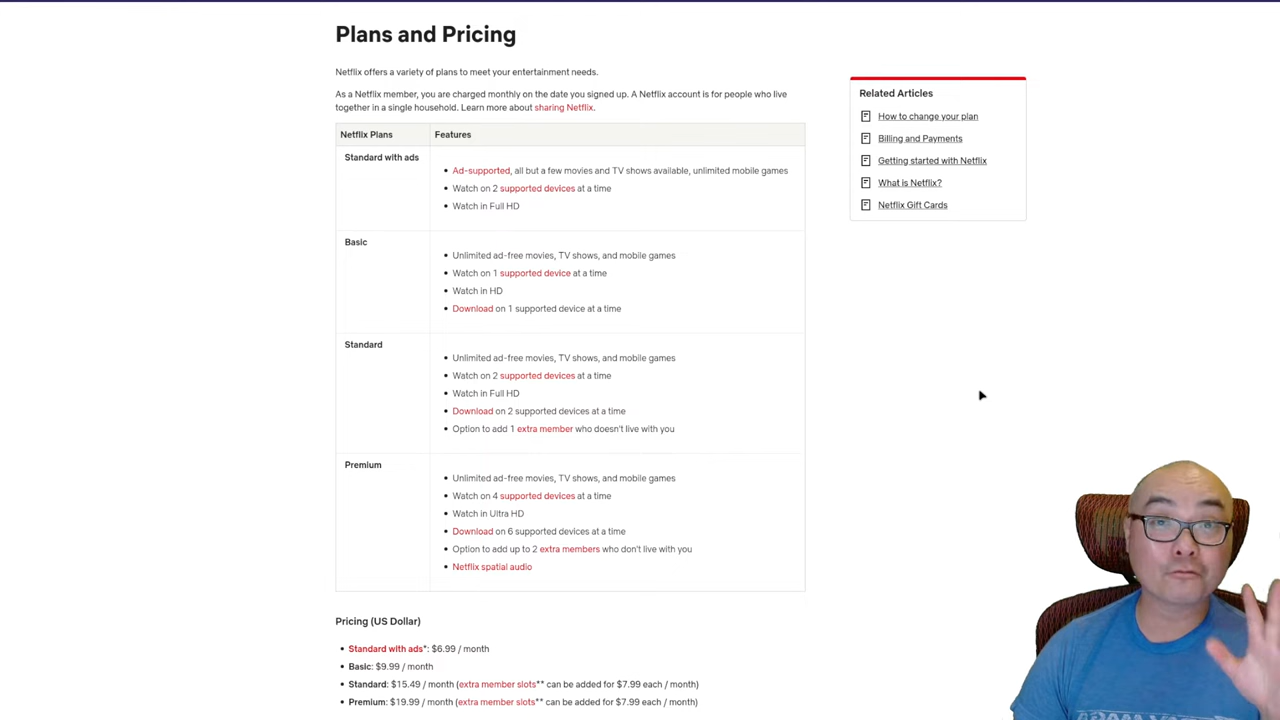 Plans and Pricing
Netflix offers a variety of plans to meet your entertainment needs.
As a Netflix member, you are charged monthly on the date you signed up. A Netflix account is for people who live
together in a single household. Learn more about sharing Netflix.
Netflix Plans Features
Standard with ads
• Ad-supported, all but a few movies and TV shows available, unlimited mobile games
• Watch on 2 supported devices at a time
• Watch in Full HD
Basic
• Unlimited ad-free movies, TV shows, and mobile games
• Watch on 1 supported device at a time
• Watch in HD
• Download on 1 supported device at a time
Standard
• Unlimited ad-free movies, TV shows, and mobile games
• Watch on 2 supported devices at a time
• Watch in Full HD
• Download on 2 supported devices at a time
• Option to add 1 extra member who doesn't live with you
Premium
• Unlimited ad-free movies, TV shows, and mobile games
• Watch on 4 supported devices at a time
• Watch in Ultra HD
• Download on 6 supported devices at a time
• Option to add up to 2 extra members who don't live with you
• Netflix spatial audio
Pricing (US Dollar)
• Standard with ads*: $6.99 / month
• Basic: $9.99 / month
• Standard: $15.49 / month (extra member slots** can be added for $7.99 each / month)
• Premium: $19.99 / month (extra member slots** can be added for $7.99 each / month)
Related Articles
How to change your plan
Billing and Payments
Getting started with Netflix
What is Netflix?
Netflix Gift Cards